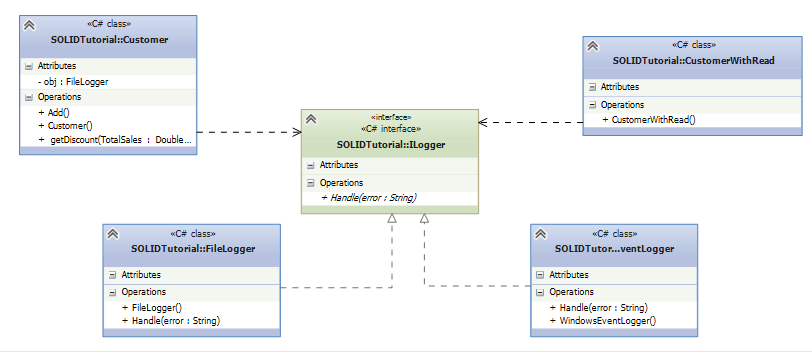 «C# class»
SOLIDTutorial::Customer
Attributes
- obj : FileLogger
Operations
+ Add()
+ Customer()
+ getDiscount(TotalSales : Double...
«C# class»
SOLIDTutorial::CustomerWithRead
Attributes
Operations
+ CustomerWithRead()
«interface»
«C# interface»
SOLIDTutorial::ILogger
Attributes
Operations
+ Handle(error : String)
«C# class»
SOLIDTutorial::FileLogger
Attributes
Operations
+ FileLogger()
+ Handle(error : String)
«C# class»
SOLIDTutor...ventLogger
Attributes
Operations
+ Handle(error : String)
+ WindowsEventLogger()